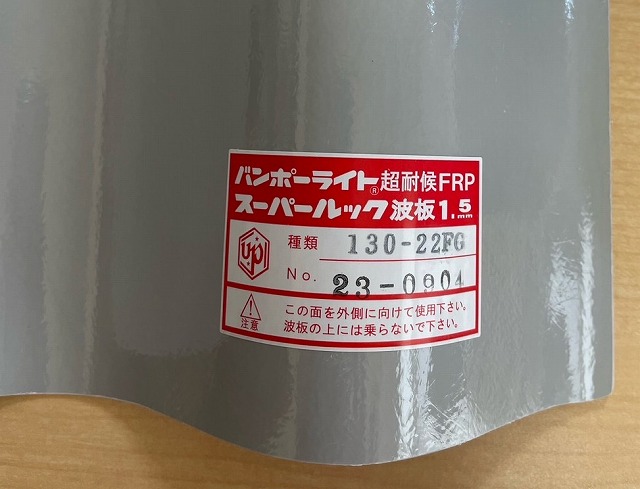 バンポーライト® 超耐候FRP
スーパールック 波板1.5mm
UPI
種類 130-22FG
No. 23-0904
注意
この面を外側に向けて使用下さい。
波板の上には乗らないで下さい。